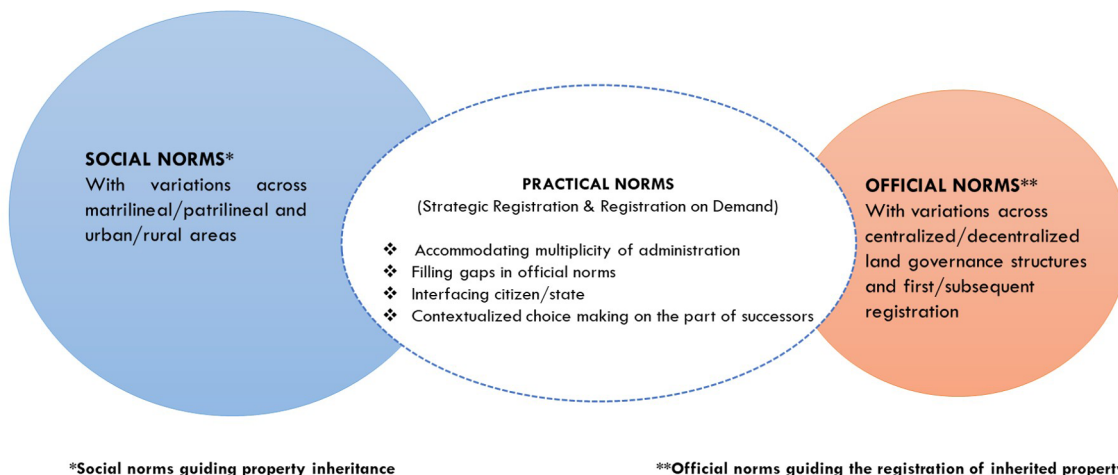 SOCIAL NORMS*
With variations across
matrilineal/patrilineal and
urban/rural areas
PRACTICAL NORMS
(Strategic Registration & Registration on Demand)
❖ Accommodating multiplicity of administration
❖ Filling gaps in official norms
❖ Interfacing citizen/state
❖ Contextualized choice making on the part of successors
OFFICIAL NORMS**
With variations across
centralized/decentralized
land governance structures
and first/subsequent
registration
*Social norms guiding property inheritance
**Official norms guiding the registration of inherited property